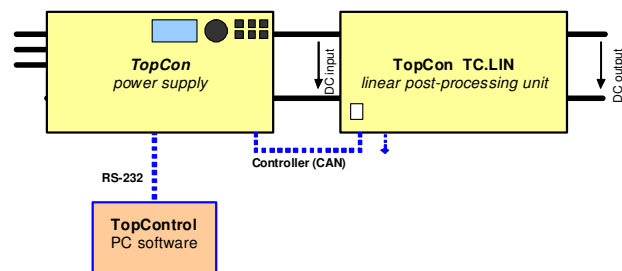 TopCon
power supply
DC input
TopCon TC.LIN
linear post-processing unit
DC output
Controller (CAN)
RS-232
TopControl
PC software